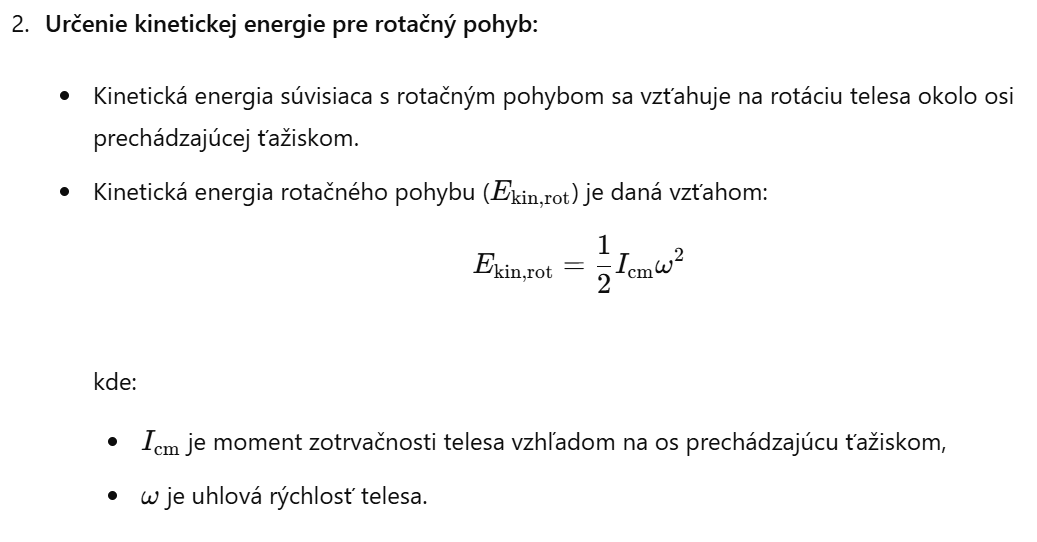 2. Určenie kinetickej energie pre rotačný pohyb:
• Kinetická energia súvisiaca s rotačným pohybom sa vzťahuje na rotáciu telesa okolo osi
prechádzajúcej ťažiskom.
• Kinetická energia rotačného pohybu (E_kin,rot) je daná vzťahom:
E_kin,rot = 1/2 I_cm ω²
kde:
• I_cm je moment zotrvačnosti telesa vzhľadom na os prechádzajúcu ťažiskom,
• ω je uhlová rýchlosť telesa.